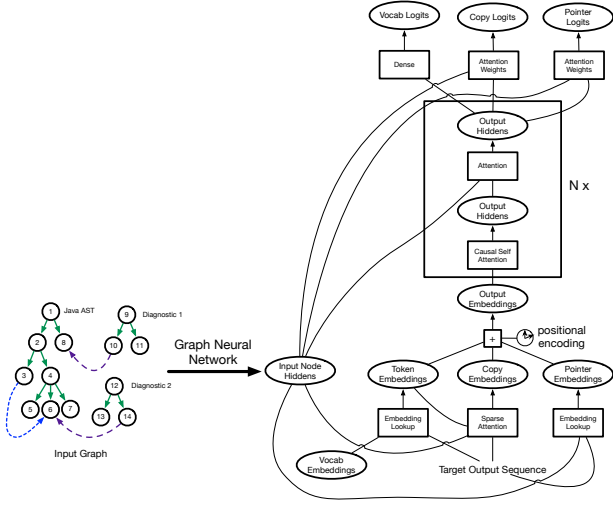 Vocab Logits
Copy Logits
Pointer
Logits
Dense
Attention
Weights
Attention
Weights
Output
Hiddens
Attention
N x
Output
Hiddens
Causal Self
Attention
Output
Embeddings
+
positional
encoding
1
Java AST
2
8
3
4
5
6
7
9
Diagnostic 1
10
11
12
Diagnostic 2
13
14
Input Graph
Graph Neural
Network
Input Node
Hiddens
Token
Embeddings
Copy
Embeddings
Pointer
Embeddings
Embedding
Lookup
Sparse
Attention
Embedding
Lookup
Vocab
Embeddings
Target Output Sequence